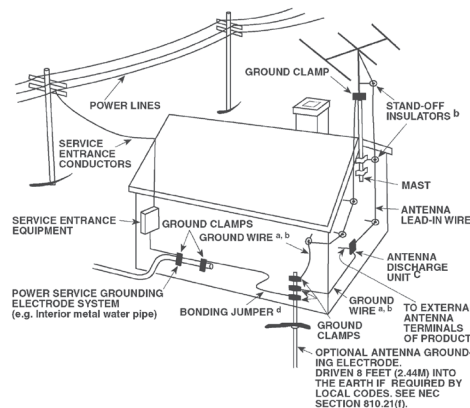 GROUND CLAMP
POWER LINES
STAND-OFF
INSULATORS b
SERVICE
ENTRANCE
CONDUCTORS
MAST
ANTENNA
LEAD-IN WIRE
SERVICE ENTRANCE
EQUIPMENT
GROUND CLAMPS
GROUND WIRE a, b
ANTENNA
DISCHARGE
UNIT C
POWER SERVICE GROUNDING
ELECTRODE SYSTEM
(e.g. Interior metal water pipe)
BONDING JUMPER d
GROUND
WIRE a, b
GROUND
CLAMPS
TO EXTERNA
ANTENNA
TERMINALS
OF PRODUCT
OPTIONAL ANTENNA GROUND-
ING ELECTRODE.
DRIVEN 8 FEET (2.44M) INTO
THE EARTH IF REQUIRED BY
LOCAL CODES. SEE NEC
SECTION 810.21(f).